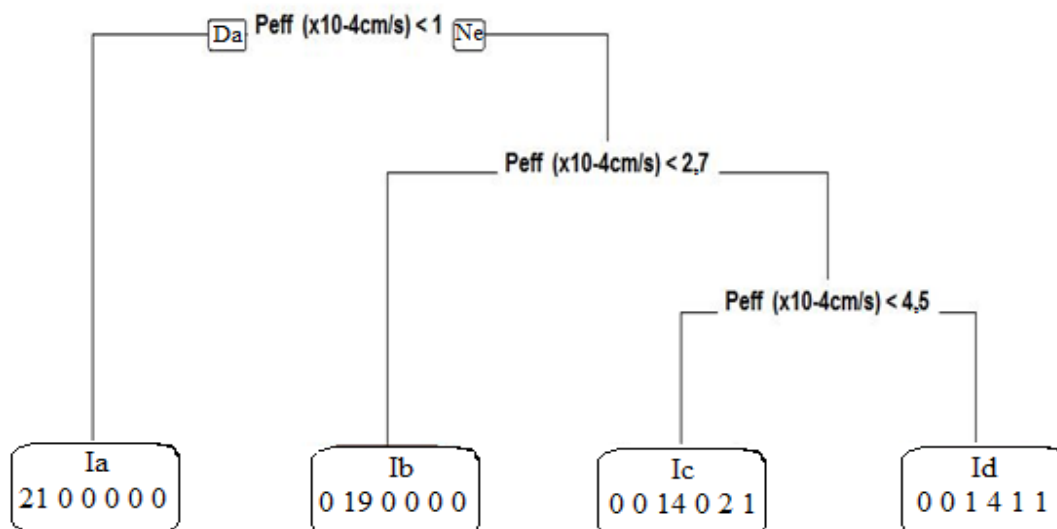 Da Peff (x10-4cm/s) < 1 Ne
Peff (x10-4cm/s) < 2,7
Peff (x10-4cm/s) < 4,5
Ia
21 0 0 0 0 0
Ib
0 19 0 0 0 0
Ic
0 0 14 0 2 1
Id
0 0 1 4 1 1